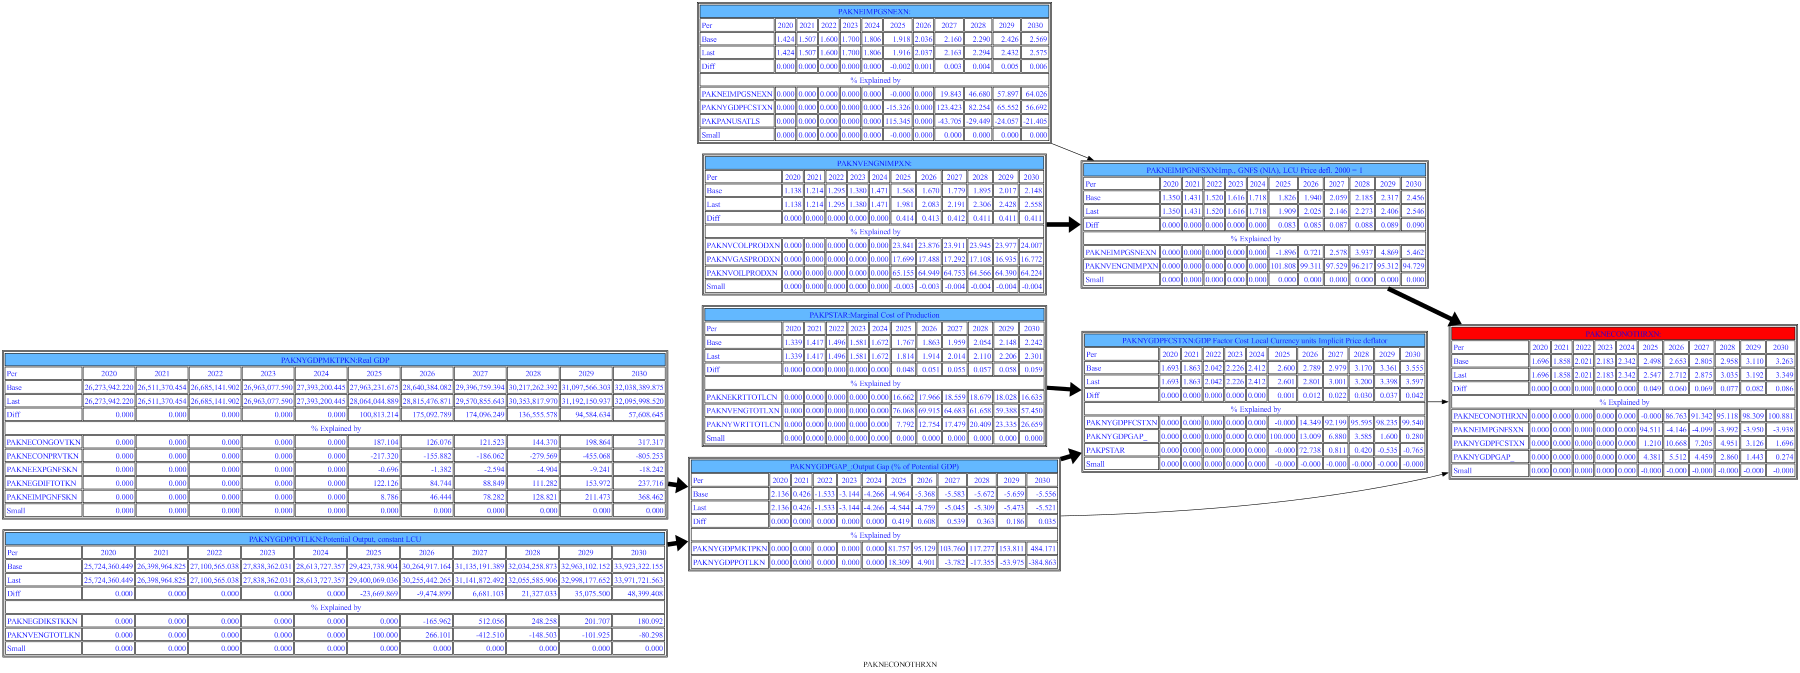 PAKNEIMPGSNEXN:
Per 2020 2021 2022 2023 2024 2025 2026 2027 2028 2029 2030
Base 1.424 1.507 1.600 1.700 1.806 1.918 2.036 2.160 2.290 2.426 2.569
Last 1.424 1.507 1.600 1.700 1.806 1.916 2.037 2.163 2.294 2.432 2.575
Diff 0.000 0.000 0.000 0.000 0.000 -0.002 0.001 0.003 0.004 0.005 0.006
% Explained by
PAKNEIMPGSNEXN 0.000 0.000 0.000 0.000 0.000 -0.000 0.000 19.843 46.680 57.897 64.026
PAKNYGDPFCSTXN 0.000 0.000 0.000 0.000 0.000 -15.326 0.000 123.423 82.254 65.552 56.692
PAKPANUSATLS 0.000 0.000 0.000 0.000 0.000 115.345 0.000 -43.705 -29.449 -24.057 -21.405
Small 0.000 0.000 0.000 0.000 0.000 -0.000 0.000 0.000 0.000 0.000 0.000
PAKNVENGNIMPXN:
Per 2020 2021 2022 2023 2024 2025 2026 2027 2028 2029 2030
Base 1.138 1.214 1.295 1.380 1.471 1.568 1.670 1.779 1.895 2.017 2.148
Last 1.138 1.214 1.295 1.380 1.471 1.981 2.083 2.191 2.306 2.428 2.558
Diff 0.000 0.000 0.000 0.000 0.000 0.414 0.413 0.412 0.411 0.411 0.411
% Explained by
PAKNVCOLPRODXN 0.000 0.000 0.000 0.000 0.000 23.841 23.876 23.911 23.945 23.977 24.007
PAKNVGASPRODXN 0.000 0.000 0.000 0.000 0.000 17.699 17.488 17.292 17.108 16.935 16.772
PAKNVOILPRODXN 0.000 0.000 0.000 0.000 0.000 65.155 64.949 64.753 64.566 64.390 64.224
Small 0.000 0.000 0.000 0.000 0.000 -0.003 -0.003 -0.004 -0.004 -0.004 -0.004
PAKNEIMPGNFSXN:Imp., GNFS (NIA), LCU Price defl. 2000 = 1
Per 2020 2021 2022 2023 2024 2025 2026 2027 2028 2029 2030
Base 1.350 1.431 1.520 1.616 1.718 1.826 1.940 2.059 2.185 2.317 2.456
Last 1.350 1.431 1.520 1.616 1.718 1.909 2.025 2.146 2.273 2.406 2.546
Diff 0.000 0.000 0.000 0.000 0.000 0.083 0.085 0.087 0.088 0.089 0.090
% Explained by
PAKNEIMPGSNEXN 0.000 0.000 0.000 0.000 0.000 -1.896 0.721 2.578 3.937 4.869 5.462
PAKNVENGNIMPXN 0.000 0.000 0.000 0.000 0.000 101.808 99.311 97.529 96.217 95.312 94.729
Small 0.000 0.000 0.000 0.000 0.000 0.000 0.000 -0.000 0.000 -0.000 -0.000
PAKPSTAR:Marginal Cost of Production
Per 2020 2021 2022 2023 2024 2025 2026 2027 2028 2029 2030
Base 1.339 1.417 1.496 1.581 1.672 1.767 1.863 1.959 2.054 2.148 2.242
Last 1.339 1.417 1.496 1.581 1.672 1.814 1.914 2.014 2.110 2.206 2.301
Diff 0.000 0.000 0.000 0.000 0.000 0.048 0.051 0.055 0.057 0.058 0.059
% Explained by
PAKNEKRTTOTLCN 0.000 0.000 0.000 0.000 0.000 16.662 17.966 18.559 18.679 18.028 16.635
PAKNVENGTOTLXN 0.000 0.000 0.000 0.000 0.000 76.068 69.915 64.683 61.658 59.388 57.450
PAKNYWRTTOTLCN 0.000 0.000 0.000 0.000 0.000 7.792 12.754 17.479 20.409 23.335 26.659
Small 0.000 0.000 0.000 0.000 0.000 0.000 0.000 0.000 0.000 0.000 0.000
PAKNYGDPFCSTXN:GDP Factor Cost Local Currency units Implicit Price deflator
Per 2020 2021 2022 2023 2024 2025 2026 2027 2028 2029 2030
Base 1.693 1.863 2.042 2.226 2.412 2.600 2.789 2.979 3.170 3.361 3.555
Last 1.693 1.863 2.042 2.226 2.412 2.601 2.801 3.001 3.200 3.398 3.597
Diff 0.000 0.000 0.000 0.000 0.000 0.001 0.012 0.022 0.030 0.037 0.042
% Explained by
PAKNYGDPFCSTXN 0.000 0.000 0.000 0.000 0.000 -0.000 14.349 92.199 95.595 98.235 99.540
PAKNYGDPGAP_ 0.000 0.000 0.000 0.000 0.000 100.000 13.009 6.880 3.585 1.600 0.280
PAKPSTAR 0.000 0.000 0.000 0.000 0.000 -0.000 72.738 0.811 0.420 -0.535 -0.765
Small 0.000 0.000 0.000 0.000 0.000 -0.000 0.000 -0.000 -0.000 -0.000 -0.000
PAKNECONOTHRXN:
Per 2020 2021 2022 2023 2024 2025 2026 2027 2028 2029 2030
Base 1.696 1.858 2.021 2.183 2.342 2.498 2.653 2.805 2.958 3.110 3.263
Last 1.696 1.858 2.021 2.183 2.342 2.547 2.712 2.875 3.035 3.192 3.349
Diff 0.000 0.000 0.000 0.000 0.000 0.049 0.060 0.069 0.077 0.082 0.086
% Explained by
PAKNECONOTHRXN 0.000 0.000 0.000 0.000 0.000 -0.000 86.763 91.342 95.118 98.309 100.881
PAKNEIMPGNFSXN 0.000 0.000 0.000 0.000 0.000 94.511 -4.146 -4.099 -3.992 -3.950 -3.938
PAKNYGDPFCSTXN 0.000 0.000 0.000 0.000 0.000 1.210 10.668 7.205 4.951 3.126 1.696
PAKNYGDPGAP_ 0.000 0.000 0.000 0.000 0.000 4.381 5.512 4.459 2.860 1.443 0.274
Small 0.000 0.000 0.000 0.000 0.000 -0.000 -0.000 -0.000 -0.000 -0.000 0.000
PAKNYGDPMKTPKN:Real GDP
Per 2020 2021 2022 2023 2024 2025 2026 2027 2028 2029 2030
Base 26,273,942.220 26,511,370.454 26,685,141.902 26,963,077.590 27,393,200.445 27,963,231.675 28,640,384.082 29,396,759.394 30,217,262.392 31,097,566.303 32,038,389.875
Last 26,273,942.220 26,511,370.454 26,685,141.902 26,963,077.590 27,393,200.445 28,064,044.889 28,815,476.871 29,570,855.643 30,353,817.970 31,192,150.937 32,095,998.520
Diff 0.000 0.000 0.000 0.000 0.000 100,813.214 175,092.789 174,096.249 136,555.578 94,584.634 57,608.645
% Explained by
PAKNECONGOVTKN 0.000 0.000 0.000 0.000 0.000 187.104 126.076 121.523 144.370 198.864 317.317
PAKNECONPRVTKN 0.000 0.000 0.000 0.000 0.000 -217.320 -155.882 -186.062 -279.569 -455.068 -805.253
PAKNEEXPGNFSKN 0.000 0.000 0.000 0.000 0.000 -0.696 -1.382 -2.594 -4.904 -9.241 -18.242
PAKNEGDIFTOTKN 0.000 0.000 0.000 0.000 0.000 122.126 84.744 88.849 111.282 153.972 237.716
PAKNEIMPGNFSKN 0.000 0.000 0.000 0.000 0.000 8.786 46.444 78.282 128.821 211.473 368.462
Small 0.000 0.000 0.000 0.000 0.000 0.000 0.000 0.000 0.000 0.000 0.000
PAKNYGDPGAP_:Output Gap (% of Potential GDP)
Per 2020 2021 2022 2023 2024 2025 2026 2027 2028 2029 2030
Base 2.136 0.426 -1.533 -3.144 -4.266 -4.964 -5.368 -5.583 -5.672 -5.659 -5.556
Last 2.136 0.426 -1.533 -3.144 -4.266 -4.544 -4.759 -5.045 -5.309 -5.473 -5.521
Diff 0.000 0.000 0.000 0.000 0.000 0.419 0.608 0.539 0.363 0.186 0.035
% Explained by
PAKNYGDPMKTPKN 0.000 0.000 0.000 0.000 0.000 81.757 95.129 103.760 117.277 153.811 484.171
PAKNYGDPPOTLKN 0.000 0.000 0.000 0.000 0.000 18.309 4.901 -3.782 -17.355 -53.975 -384.863
PAKNYGDPPOTLKN:Potential Output, constant LCU
Per 2020 2021 2022 2023 2024 2025 2026 2027 2028 2029 2030
Base 25,724,360.449 26,398,964.825 27,100,565.038 27,838,362.031 28,613,727.357 29,423,738.904 30,264,917.164 31,135,191.389 32,034,258.873 32,963,102.152 33,923,322.155
Last 25,724,360.449 26,398,964.825 27,100,565.038 27,838,362.031 28,613,727.357 29,400,069.036 30,255,442.265 31,141,872.492 32,055,585.906 32,998,177.652 33,971,721.563
Diff 0.000 0.000 0.000 0.000 0.000 -23,669.869 -9,474.899 6,681.103 21,327.033 35,075.500 48,399.408
% Explained by
PAKNEGDIKSTKKN 0.000 0.000 0.000 0.000 0.000 0.000 -165.962 512.056 248.258 201.707 180.092
PAKNVENGTOTLKN 0.000 0.000 0.000 0.000 0.000 100.000 266.101 -412.510 -148.503 -101.925 -80.298
Small 0.000 0.000 0.000 0.000 0.000 0.000 0.000 0.000 0.000 0.000 0.000
PAKNECONOTHRXN